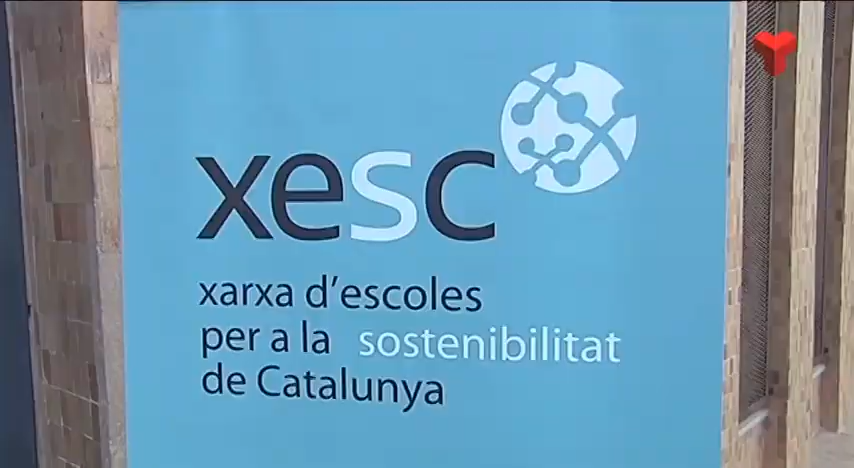 xesc
xarxa d'escoles
per a la sostenibilitat
de Catalunya